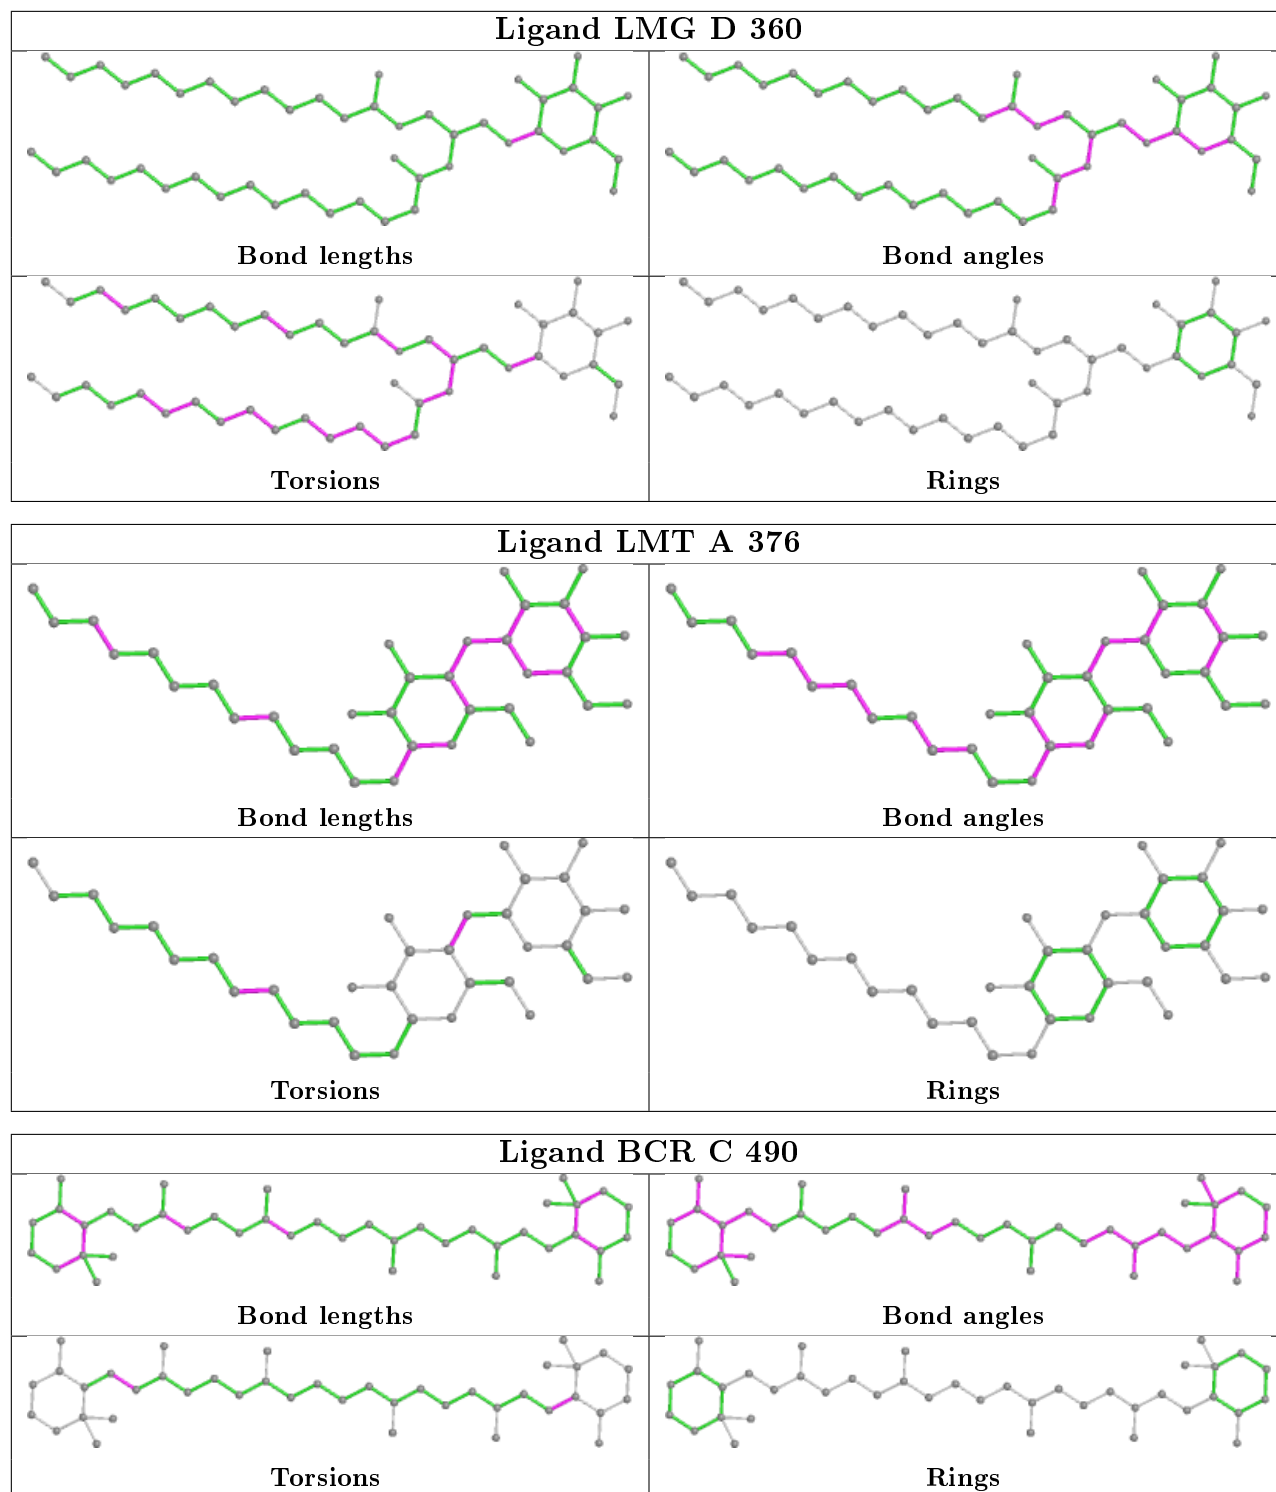 Ligand LMG D 360
Bond lengths
Bond angles
Torsions
Rings
Ligand LMT A 376
Bond lengths
Bond angles
Torsions
Rings
Ligand BCR C 490
Bond lengths
Bond angles
Torsions
Rings